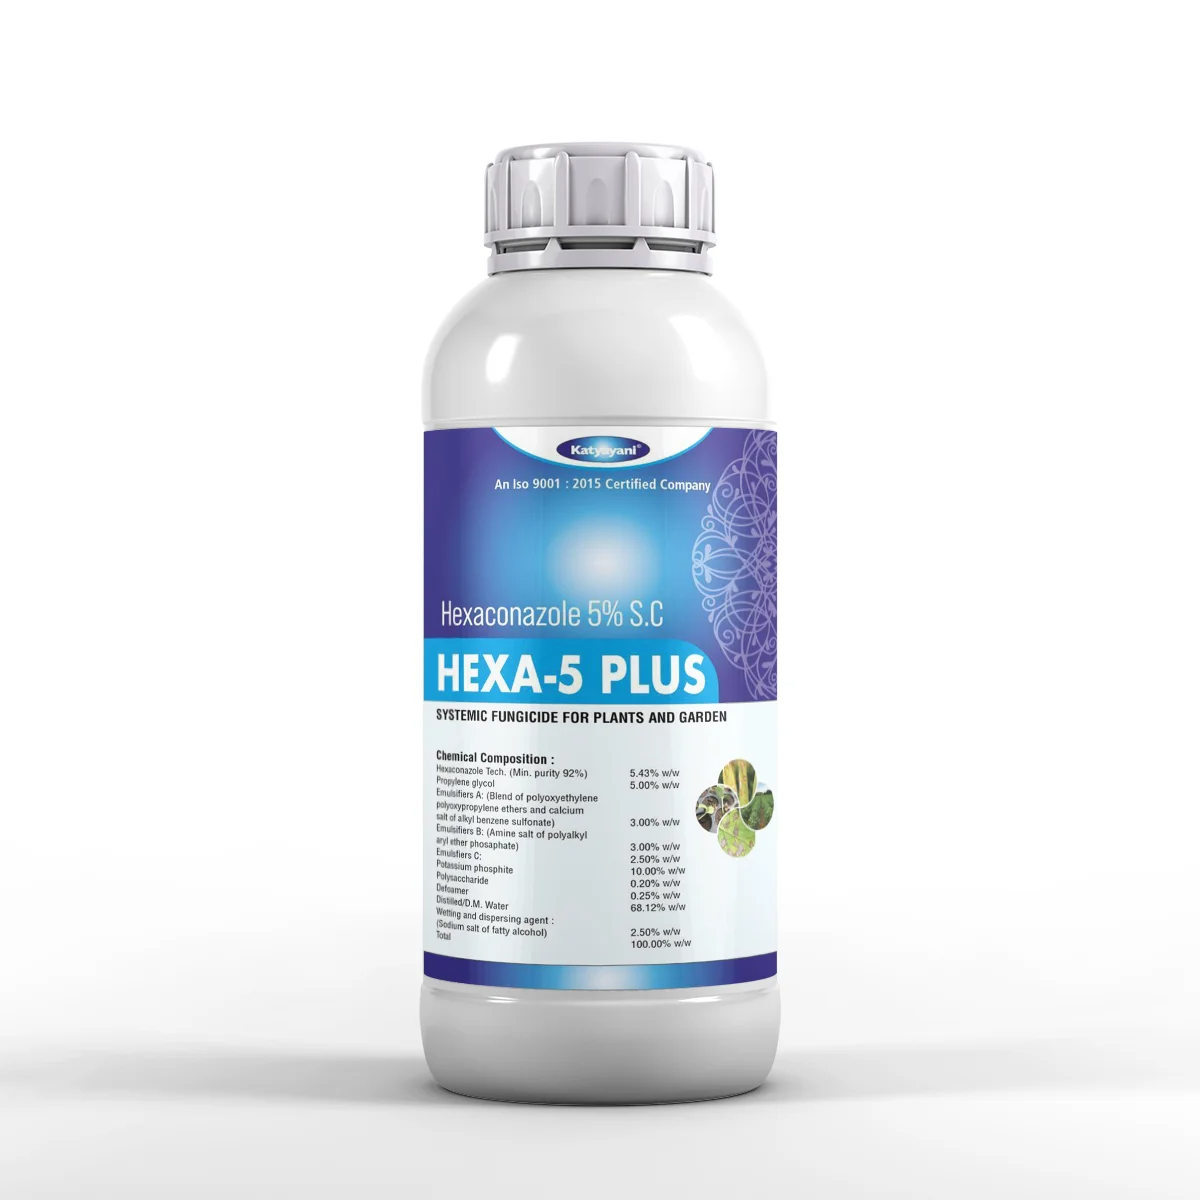 Katyayani®
An Iso 9001 : 2015 Certified Company
Hexaconazole 5% S.C
HEXA-5 PLUS
SYSTEMIC FUNGICIDE FOR PLANTS AND GARDEN
Chemical Composition :
Hexaconazole Tech. (Min. purity 92%) 5.43% w/w
Propylene glycol 5.00% w/w
Emulsifiers A: (Blend of polyoxyethylene
polyoxypropylene ethers and calcium
salt of alkyl benzene sulfonate) 3.00% w/w
Emulsifiers B: (Amine salt of polyalkyl
aryl ether phosaphate) 3.00% w/w
Emulsfiers C: 2.50% w/w
Potassium phosphite 10.00% w/w
Polysaccharide 0.20% w/w
Defoamer 0.25% w/w
Distilled/D.M. Water 68.12% w/w
Wetting and dispersing agent :
(Sodium salt of fatty alcohol) 2.50% w/w
Total 100.00% w/w